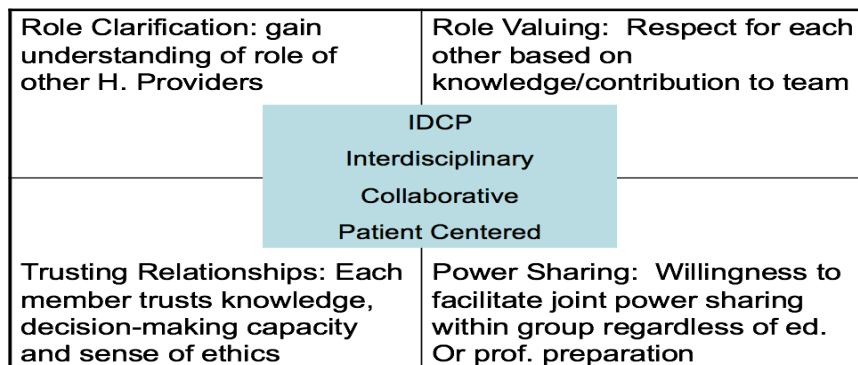 Role Clarification: gain
understanding of role of
other H. Providers
Role Valuing:  Respect for each
other based on
knowledge/contribution to team
IDCP
Interdisciplinary
Collaborative
Patient Centered
Trusting Relationships: Each
member trusts knowledge,
decision-making capacity
and sense of ethics
Power Sharing:  Willingness to
facilitate joint power sharing
within group regardless of ed.
Or prof. preparation